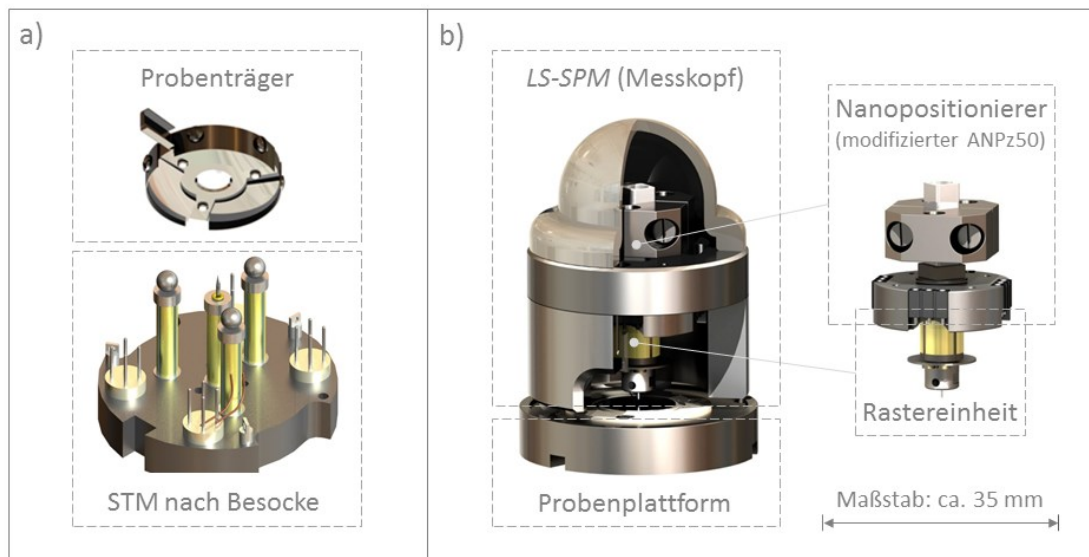 a)
Probenträger
STM nach Besocke
b)
LS-SPM (Messkopf)
Nanopositionierer
(modifizierter ANPz50)
Rastereinheit
Probenplattform
Maßstab: ca. 35 mm